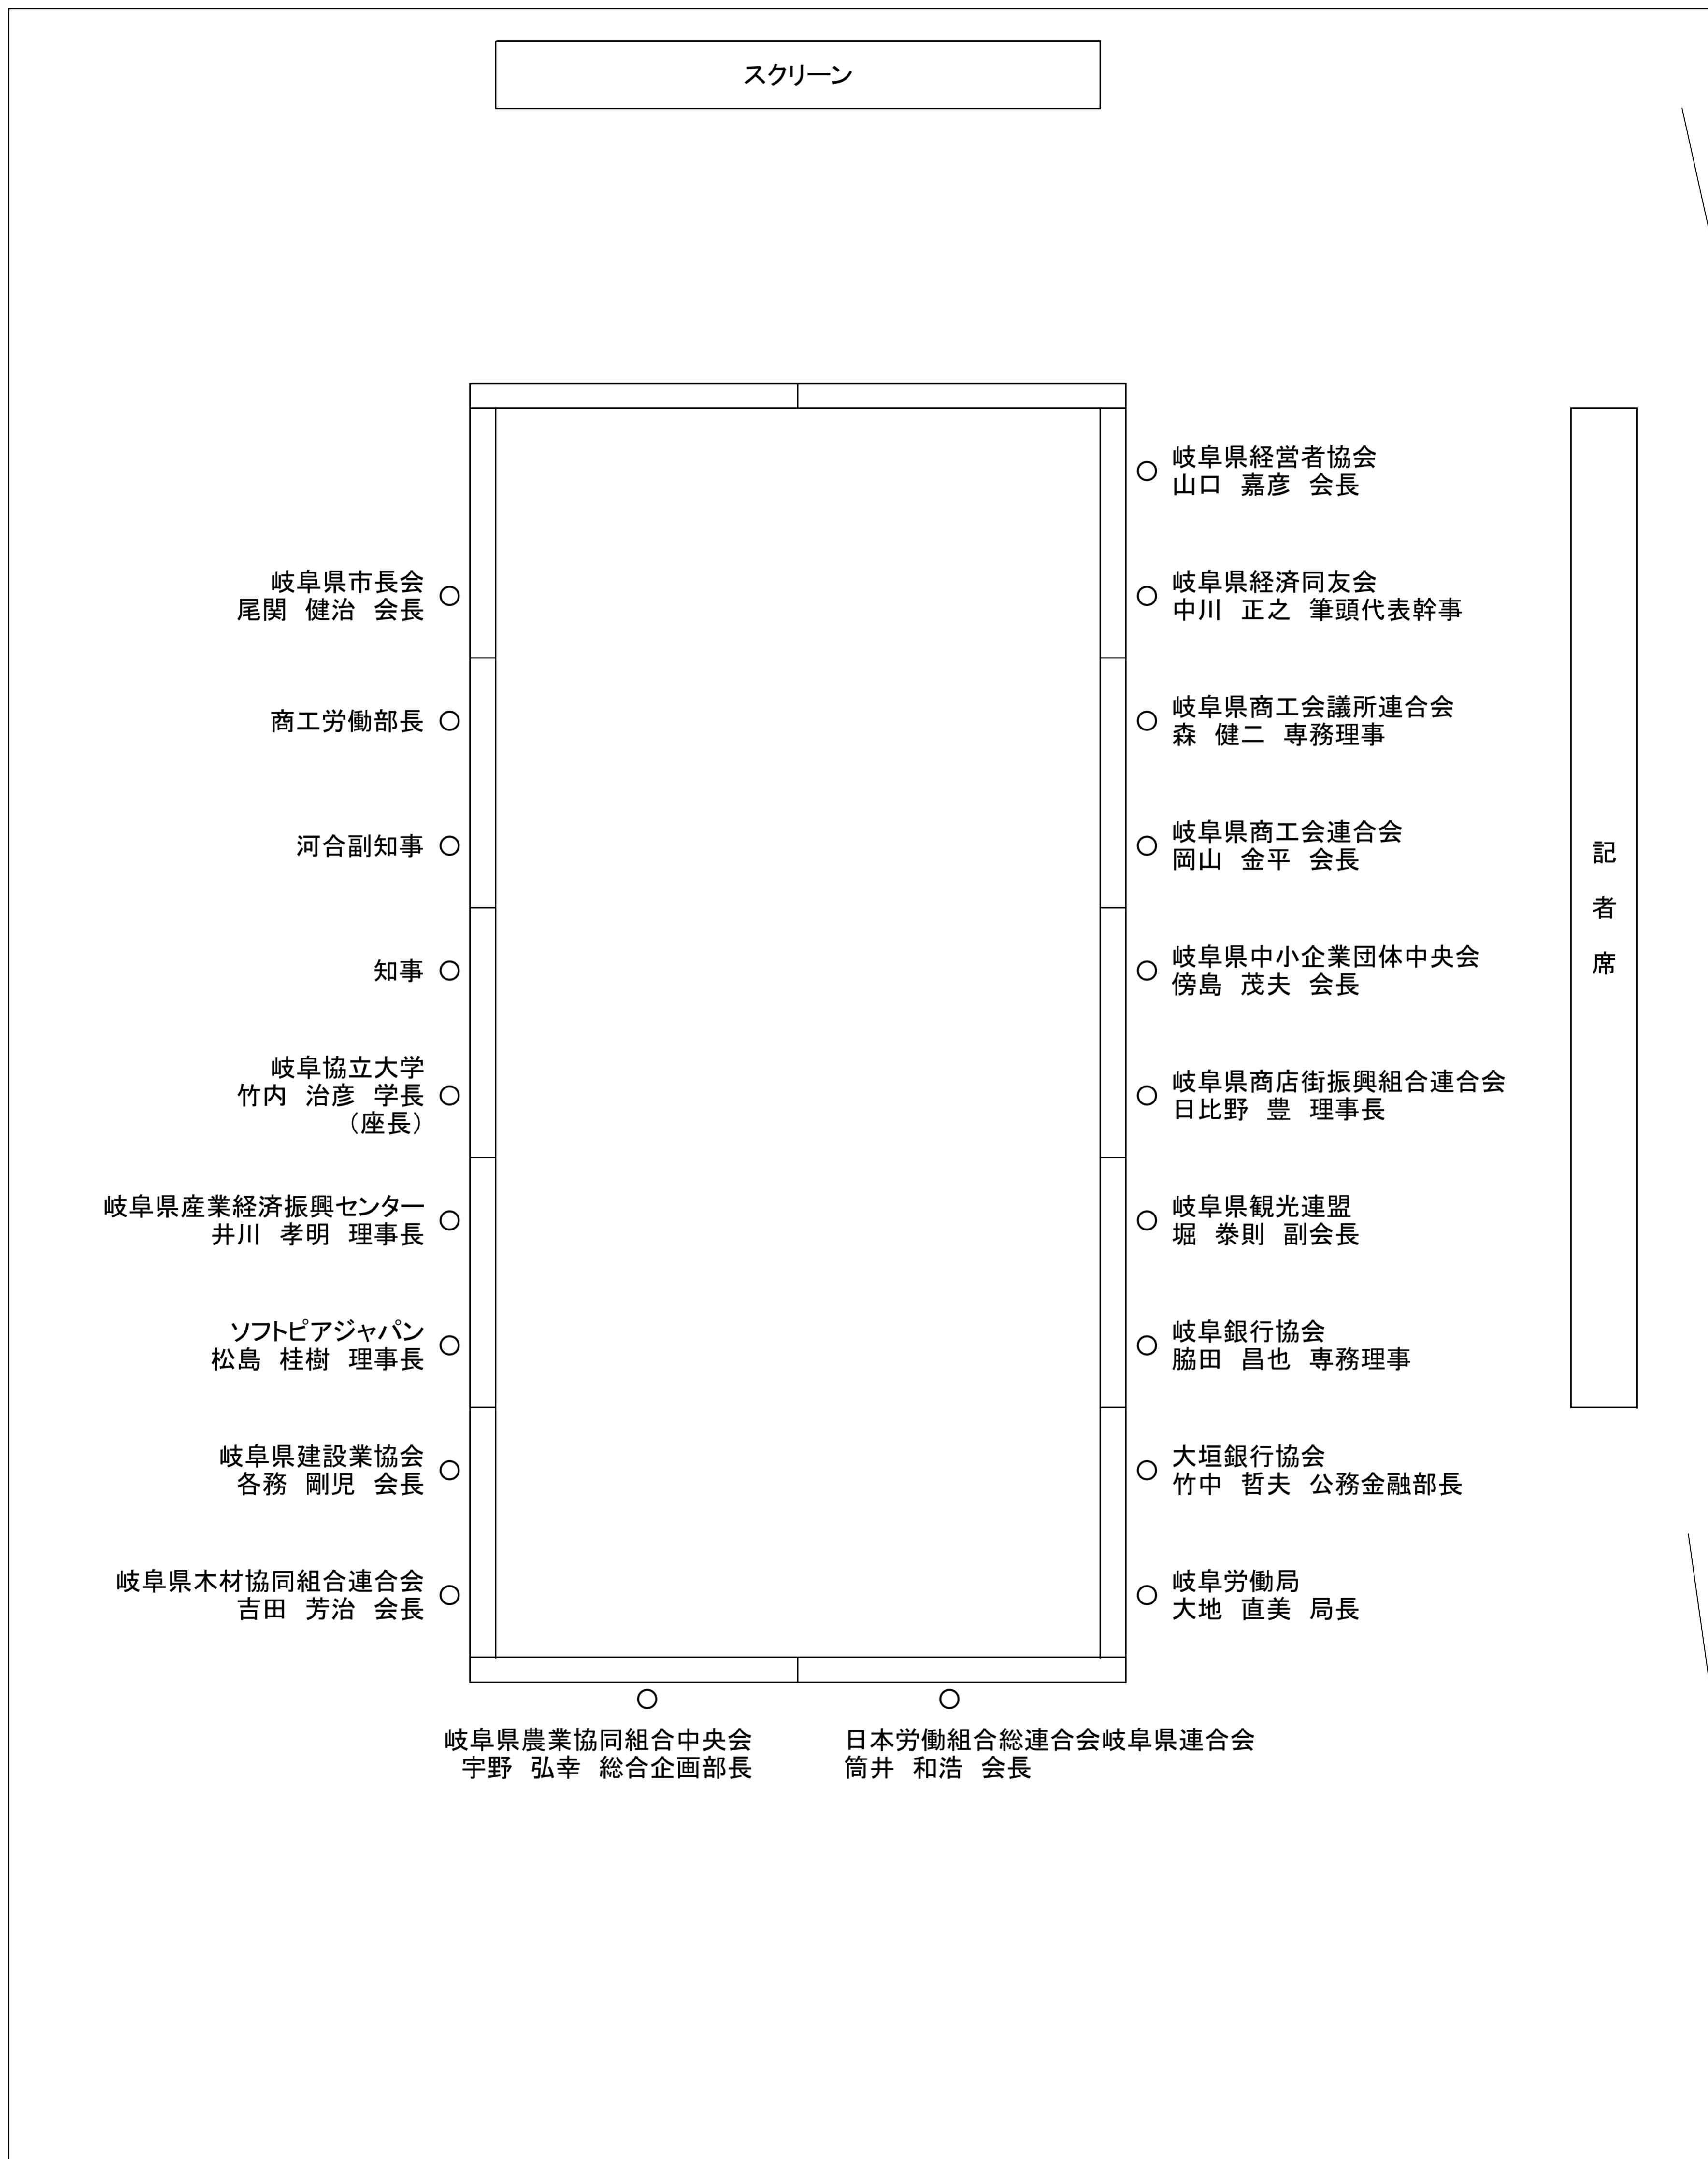 スクリーン
岐阜県市長会
尾関　健治　会長
商工労働部長
河合副知事
知事
岐阜協立大学
竹内　治彦　学長
（座長）
岐阜県産業経済振興センター
井川　孝明　理事長
ソフトピアジャパン
松島　桂樹　理事長
岐阜県建設業協会
各務　剛児　会長
岐阜県木材協同組合連合会
吉田　芳治　会長
岐阜県経営者協会
山口　嘉彦　会長
岐阜県経済同友会
中川　正之　筆頭代表幹事
岐阜県商工会議所連合会
森　健二　専務理事
岐阜県商工会連合会
岡山　金平　会長
岐阜県中小企業団体中央会
傍島　茂夫　会長
岐阜県商店街振興組合連合会
日比野　豊　理事長
岐阜県観光連盟
堀　泰則　副会長
岐阜銀行協会
脇田　昌也　専務理事
大垣銀行協会
竹中　哲夫　公務金融部長
岐阜労働局
大地　直美　局長
記者席
岐阜県農業協同組合中央会
宇野　弘幸　総合企画部長
日本労働組合総連合会岐阜県連合会
筒井　和浩　会長